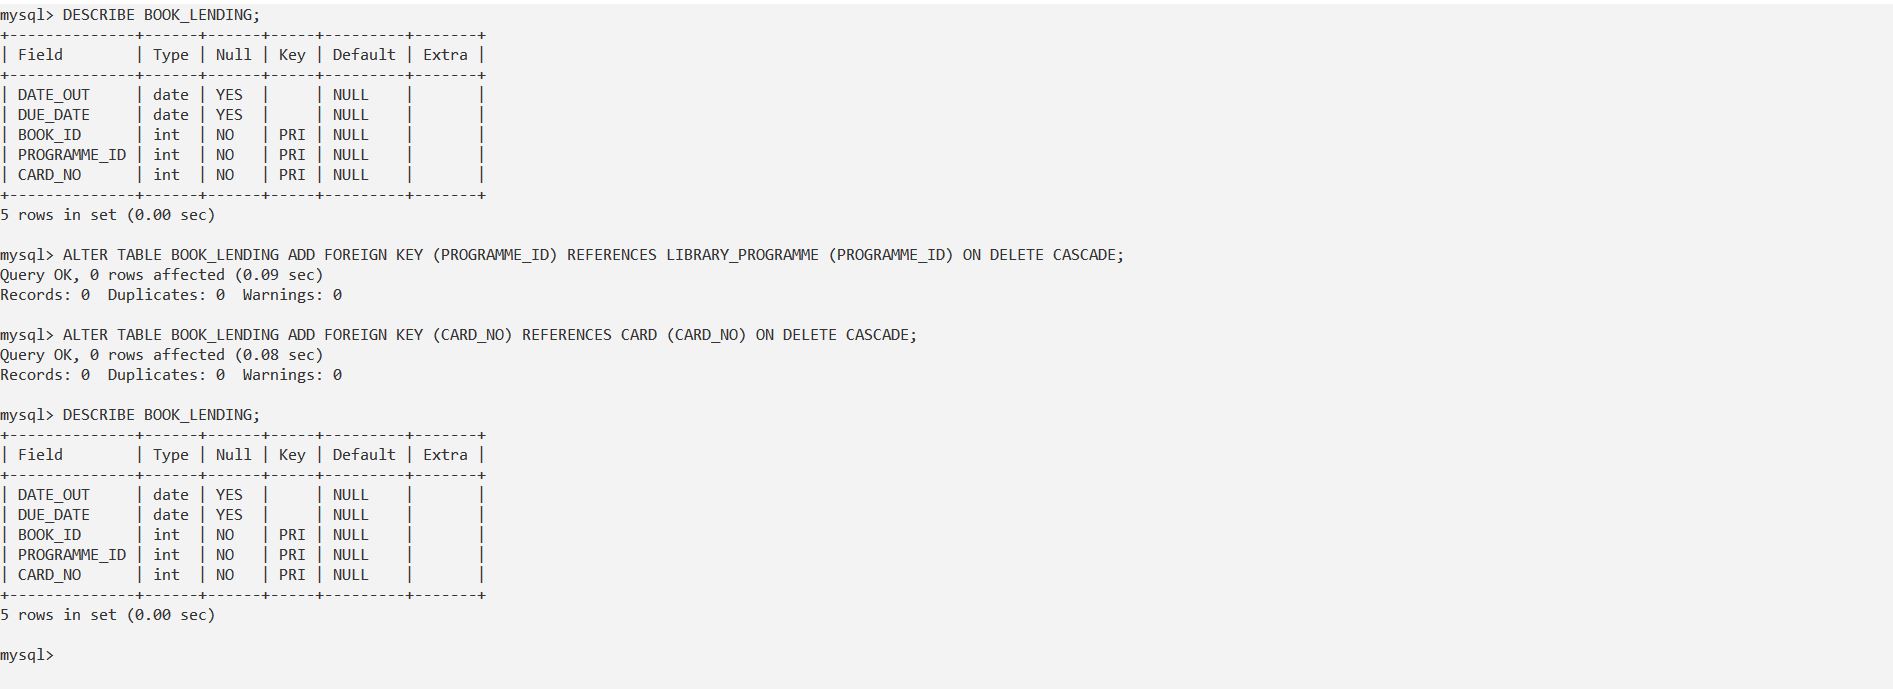 mysql> DESCRIBE BOOK_LENDING;
+--------------+------+------+-----+---------+-------+
| Field        | Type | Null | Key | Default | Extra |
+--------------+------+------+-----+---------+-------+
| DATE_OUT     | date | YES  |     | NULL    |       |
| DUE_DATE     | date | YES  |     | NULL    |       |
| BOOK_ID      | int  | NO   | PRI | NULL    |       |
| PROGRAMME_ID | int  | NO   | PRI | NULL    |       |
| CARD_NO      | int  | NO   | PRI | NULL    |       |
+--------------+------+------+-----+---------+-------+
5 rows in set (0.00 sec)

mysql> ALTER TABLE BOOK_LENDING ADD FOREIGN KEY (PROGRAMME_ID) REFERENCES LIBRARY_PROGRAMME (PROGRAMME_ID) ON DELETE CASCADE;
Query OK, 0 rows affected (0.09 sec)
Records: 0  Duplicates: 0  Warnings: 0

mysql> ALTER TABLE BOOK_LENDING ADD FOREIGN KEY (CARD_NO) REFERENCES CARD (CARD_NO) ON DELETE CASCADE;
Query OK, 0 rows affected (0.08 sec)
Records: 0  Duplicates: 0  Warnings: 0

mysql> DESCRIBE BOOK_LENDING;
+--------------+------+------+-----+---------+-------+
| Field        | Type | Null | Key | Default | Extra |
+--------------+------+------+-----+---------+-------+
| DATE_OUT     | date | YES  |     | NULL    |       |
| DUE_DATE     | date | YES  |     | NULL    |       |
| BOOK_ID      | int  | NO   | PRI | NULL    |       |
| PROGRAMME_ID | int  | NO   | PRI | NULL    |       |
| CARD_NO      | int  | NO   | PRI | NULL    |       |
+--------------+------+------+-----+---------+-------+
5 rows in set (0.00 sec)

mysql>